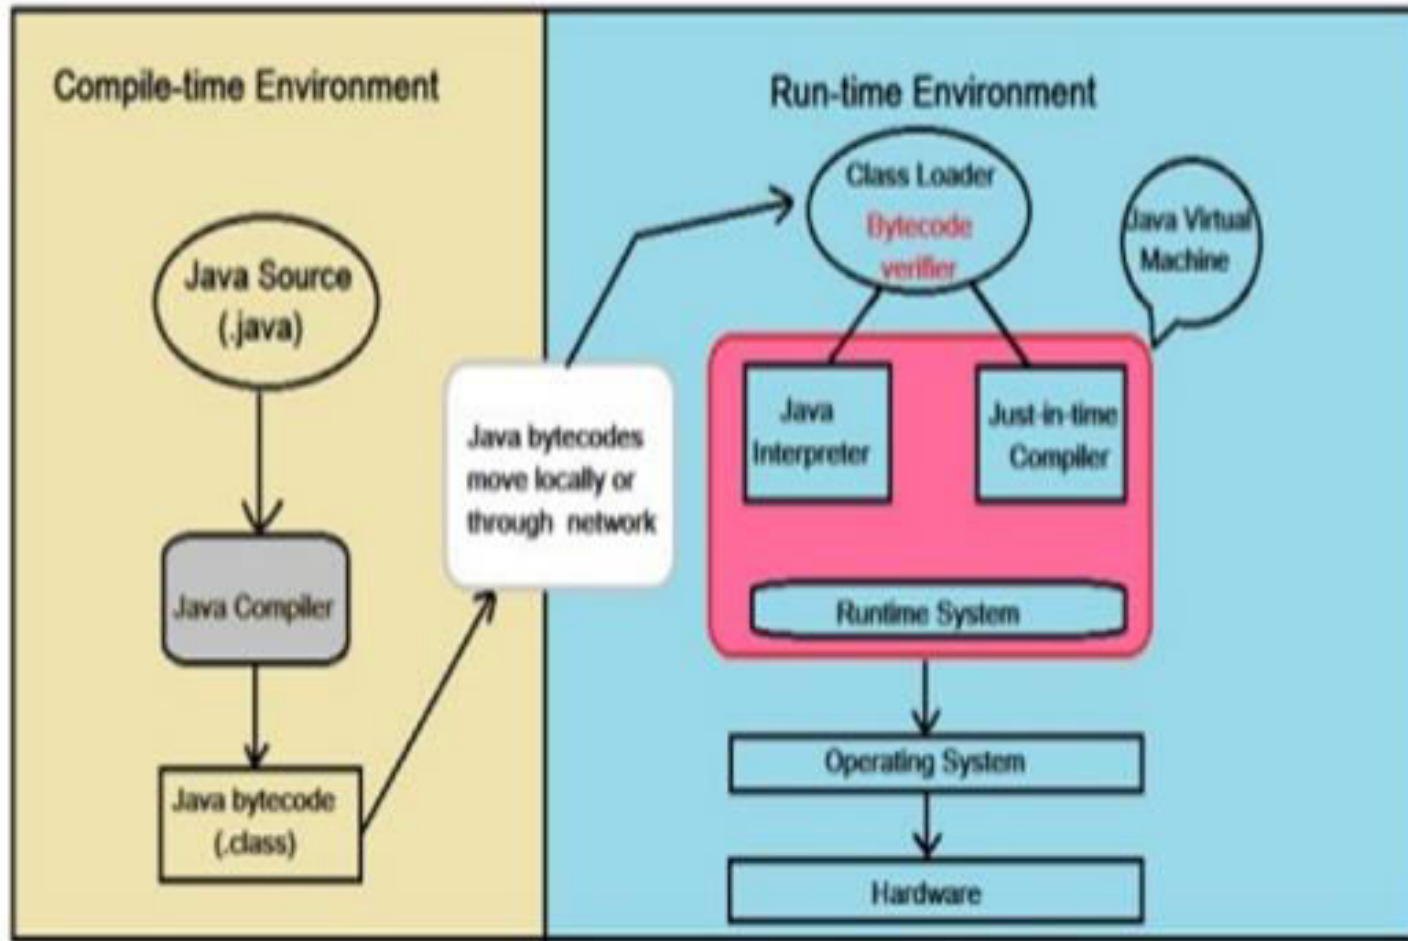 Compile-time Environment
Java Source
(.java)
Java Compiler
Java bytecode
(.class)
Java bytecodes
move locally or
through network
Run-time Environment
Class Loader
Bytecode
verifier
Java Virtual
Machine
Java
Interpreter
Just-in-time
Compiler
Runtime System
Operating System
Hardware